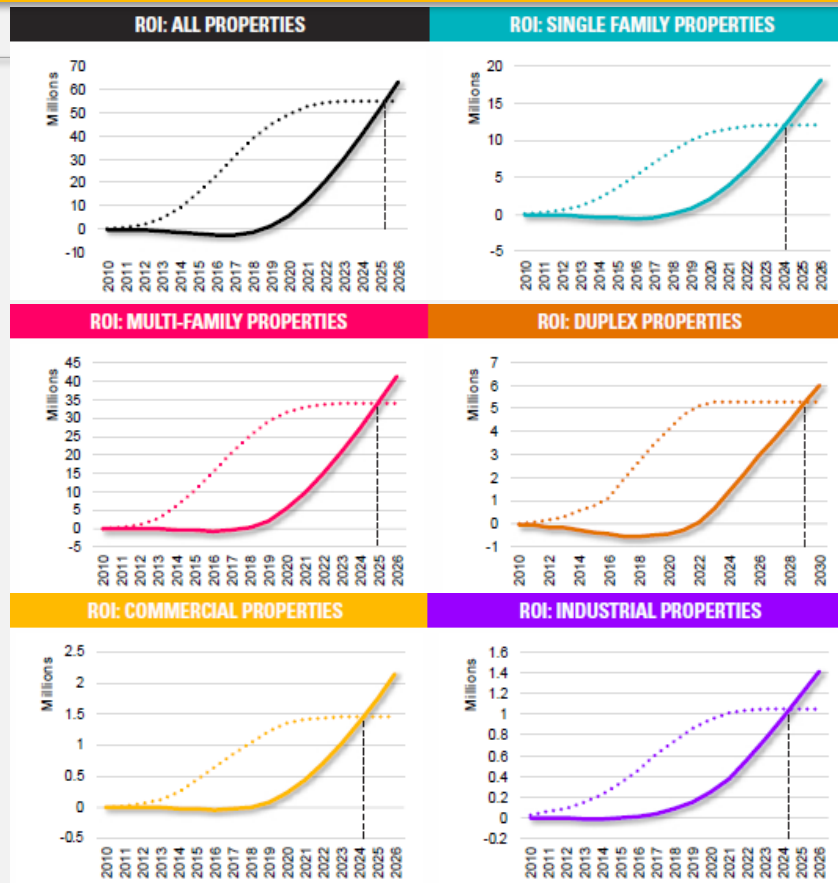 ROI: ALL PROPERTIES
Millions
70
60
50
40
30
20
10
0
-10
2010 2011 2012 2013 2014 2015 2016 2017 2018 2019 2020 2021 2022 2023 2024 2025 2026
ROI: SINGLE FAMILY PROPERTIES
Millions
20
15
10
5
0
-5
2010 2011 2012 2013 2014 2015 2016 2017 2018 2019 2020 2021 2022 2023 2024 2025 2026
ROI: MULTI-FAMILY PROPERTIES
Millions
45
40
35
30
25
20
15
10
5
0
-5
2010 2011 2012 2013 2014 2015 2016 2017 2018 2019 2020 2021 2022 2023 2024 2025 2026
ROI: DUPLEX PROPERTIES
Millions
7
6
5
4
3
2
1
0
-1
2010 2012 2014 2016 2018 2020 2022 2024 2026 2028 2030
ROI: COMMERCIAL PROPERTIES
Millions
2.5
2
1.5
1
0.5
0
-0.5
2010 2011 2012 2013 2014 2015 2016 2017 2018 2019 2020 2021 2022 2023 2024 2025 2026
ROI: INDUSTRIAL PROPERTIES
Millions
1.6
1.4
1.2
1
0.8
0.6
0.4
0.2
0
-0.2
2010 2011 2012 2013 2014 2015 2016 2017 2018 2019 2020 2021 2022 2023 2024 2025 2026